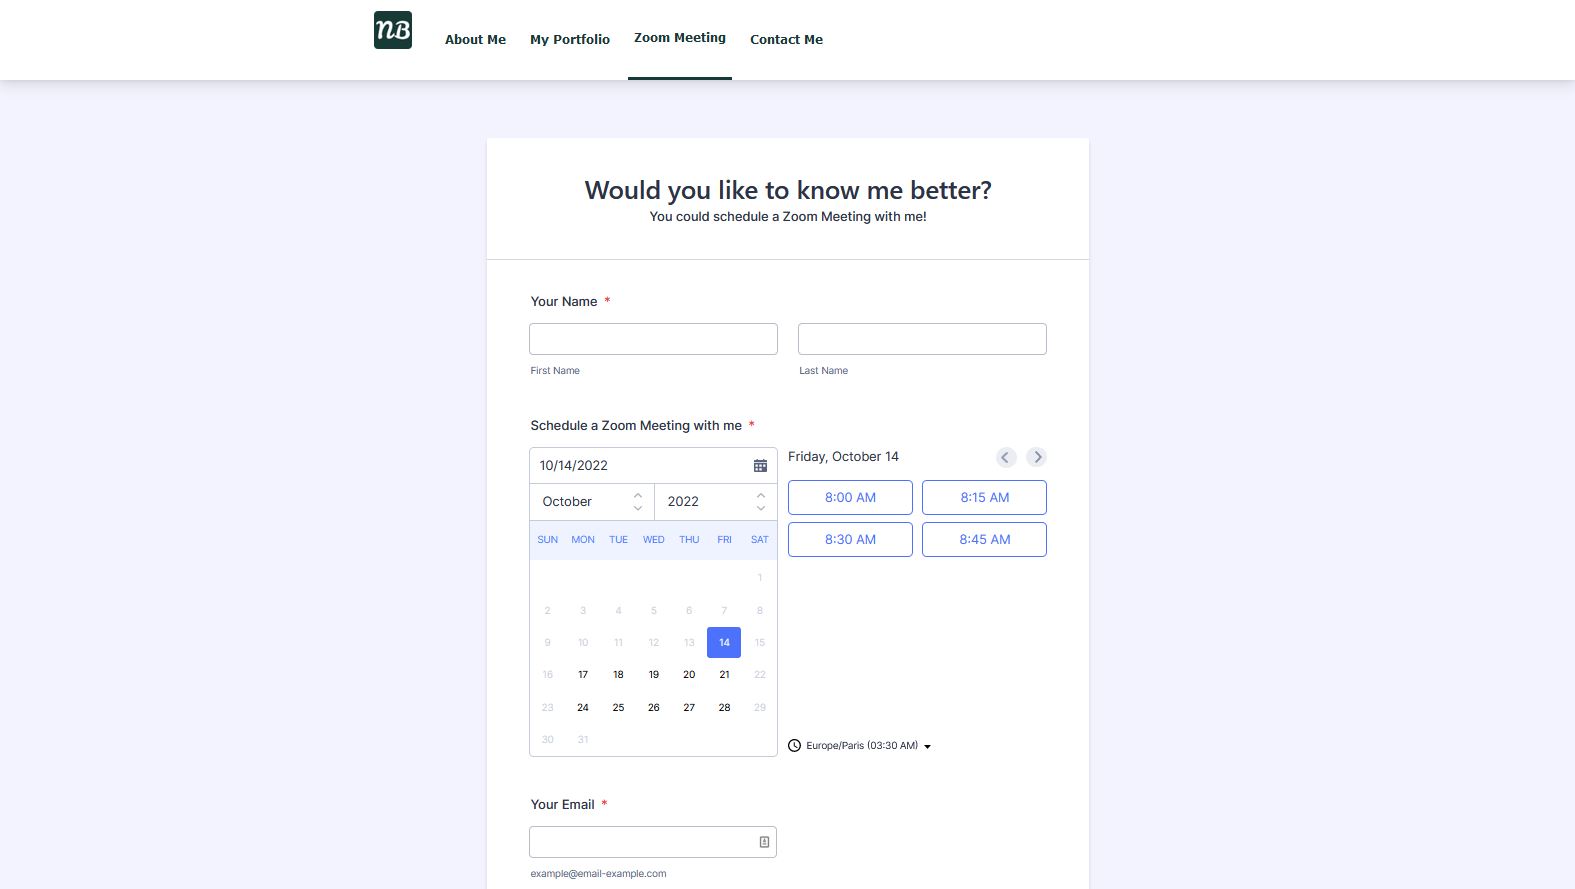 nB
About Me My Portfolio Zoom Meeting Contact Me
Would you like to know me better?
You could schedule a Zoom Meeting with me!
Your Name *
First Name Last Name
Schedule a Zoom Meeting with me *
10/14/2022
October 2022
SUN MON TUE WED THU FRI SAT
1
2 3 4 5 6 7 8
9 10 11 12 13 14 15
16 17 18 19 20 21 22
23 24 25 26 27 28 29
30 31
Friday, October 14
8:00 AM 8:15 AM
8:30 AM 8:45 AM
Europe/Paris (03:30 AM)
Your Email *
example@email-example.com